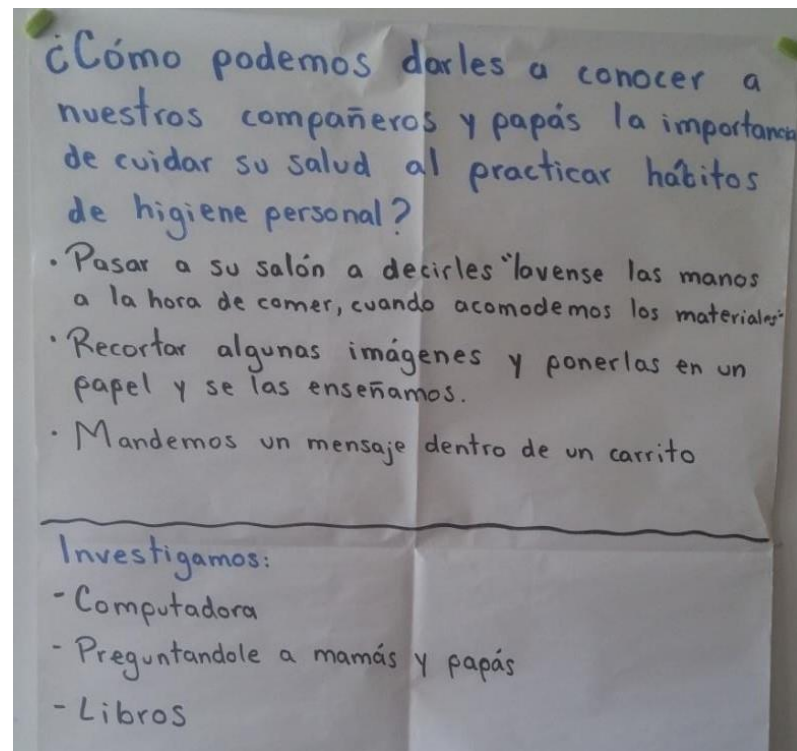 ¿Cómo podemos darles a conocer a
nuestros compañeros y papás la importancia
de cuidar su salud al practicar hábitos
de higiene personal?
· Pasar a su salón a decirles "lavense las manos
a la hora de comer, cuando acomodemos los materiales"
· Recortar algunas imágenes y ponerlas en un
papel y se las enseñamos.
· Mandemos un mensaje dentro de un carrito
Investigamos:
- Computadora
- Preguntandole a mamás y papás
- Libros